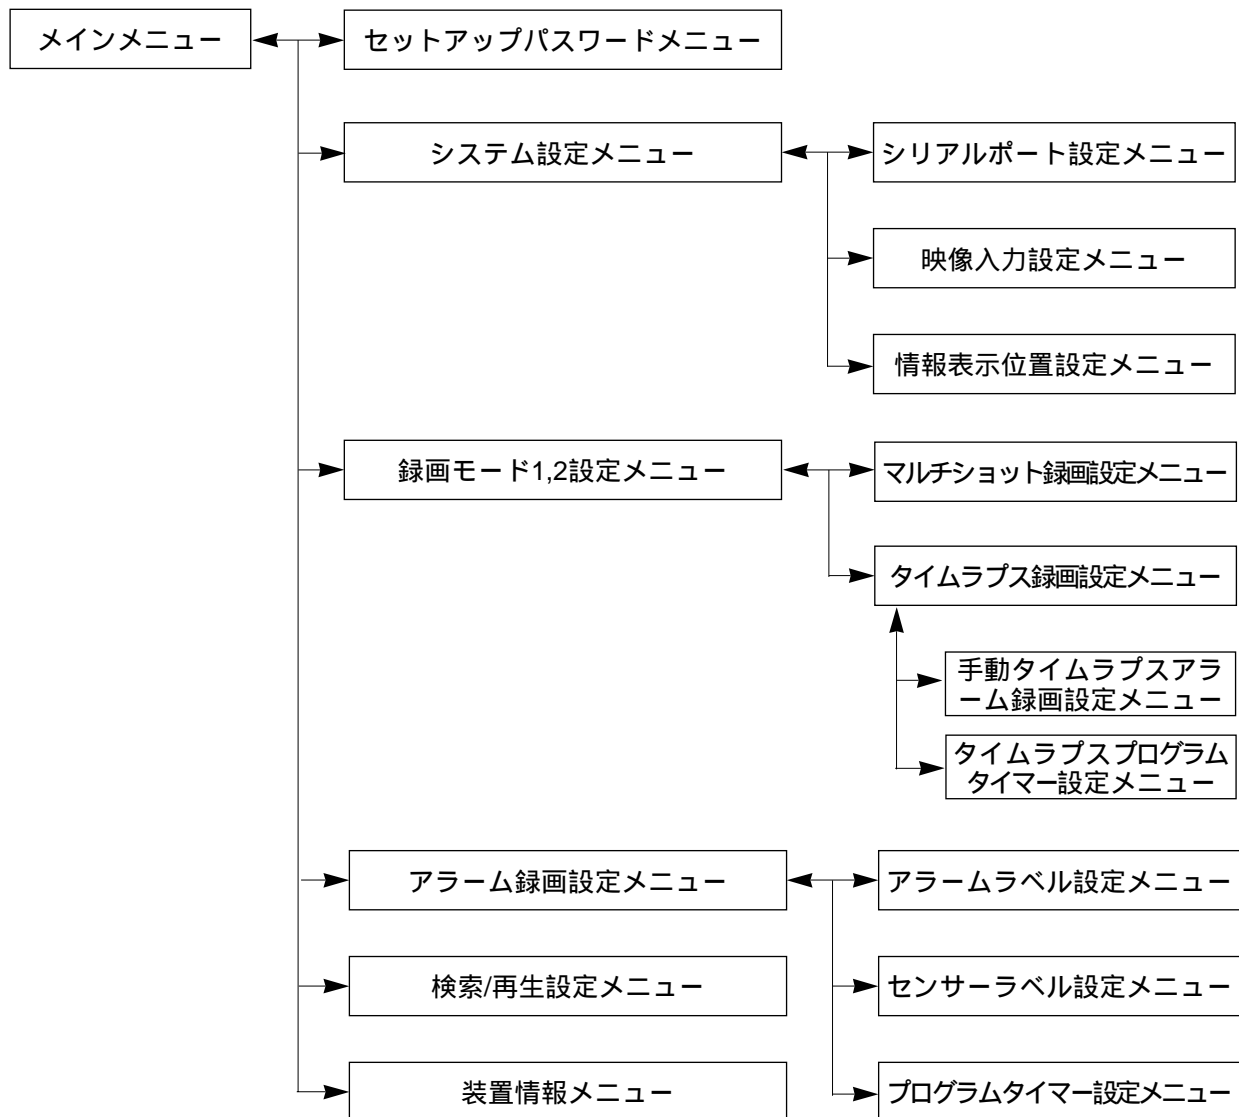 メインメニュー
セットアップパスワードメニュー
システム設定メニュー
シリアルポート設定メニュー
映像入力設定メニュー
情報表示位置設定メニュー
録画モード1,2設定メニュー
マルチショット録画設定メニュー
タイムラプス録画設定メニュー
手動タイムラプスアラ
ーム録画設定メニュー
タイムラプスプログラム
タイマー設定メニュー
アラーム録画設定メニュー
アラームラベル設定メニュー
検索/再生設定メニュー
センサーラベル設定メニュー
装置情報メニュー
プログラムタイマー設定メニュー